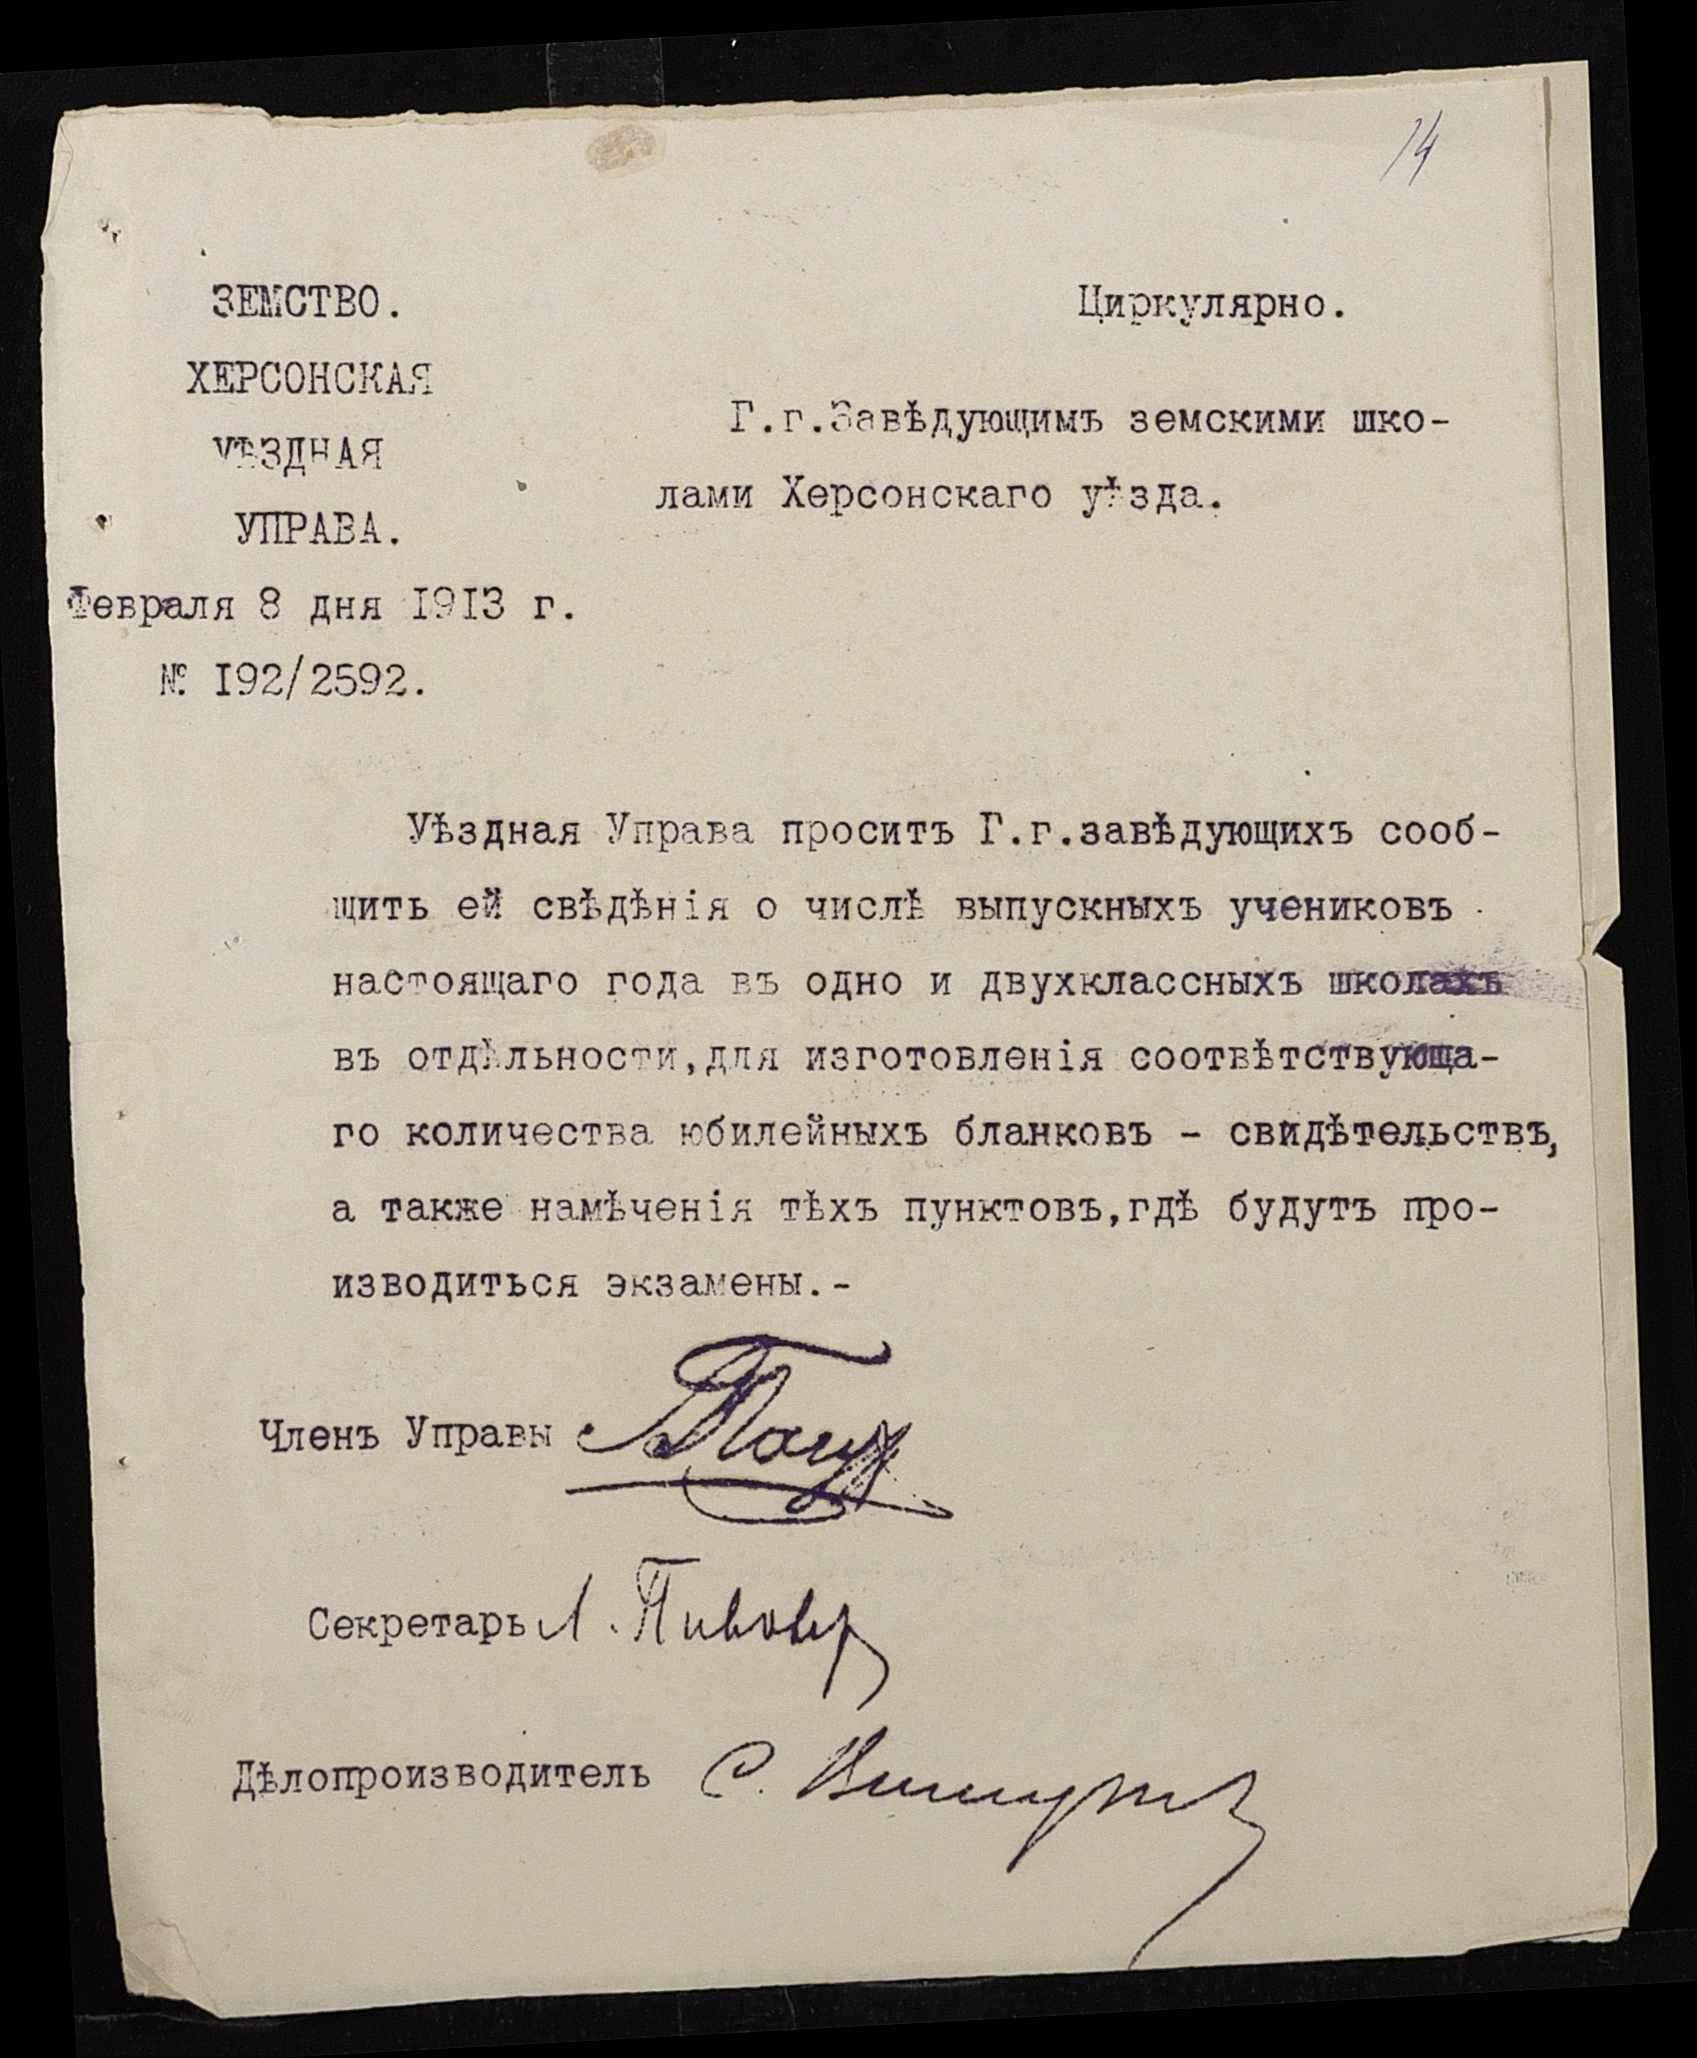 14
ЗЕМСТВО.
ХЕРСОНСКАЯ
УѢЗДНАЯ
УПРАВА.
Февраля 8 дня I9I3 г.
№ I92/2592.
Циркулярно.
Г.г.Завѣдующимъ земскими шко-
лами Херсонскаго уѣзда.
Уѣздная Управа проситъ Г.г.завѣдующихъ сооб-
щить ей свѣдѣнія о числѣ выпускныхъ учениковъ
настоящаго года въ одно и двухклассныхъ школахъ
въ отдѣльности,для изготовленія соотвѣтствующа-
го количества юбилейныхъ бланковъ - свидѣтельствъ,
а также намѣченія тѣхъ пунктовъ,гдѣ будутъ про-
изводиться экзамены.-
Членъ Управы
Секретарь Л.
Дѣлопроизводитель С.